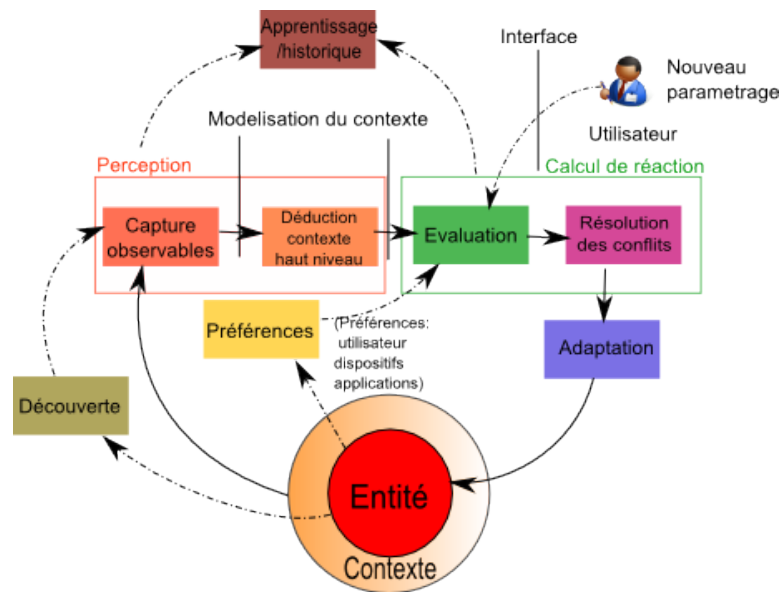 Apprentissage
/historique
Interface
Nouveau
parametrage
Modelisation du contexte
Utilisateur
Perception
Calcul de réaction
Capture
observables
Déduction
contexte
haut niveau
Evaluation
Résolution
des conflits
Préférences
(Préférences:
utilisateur
dispositifs
applications)
Adaptation
Découverte
Entité
Contexte